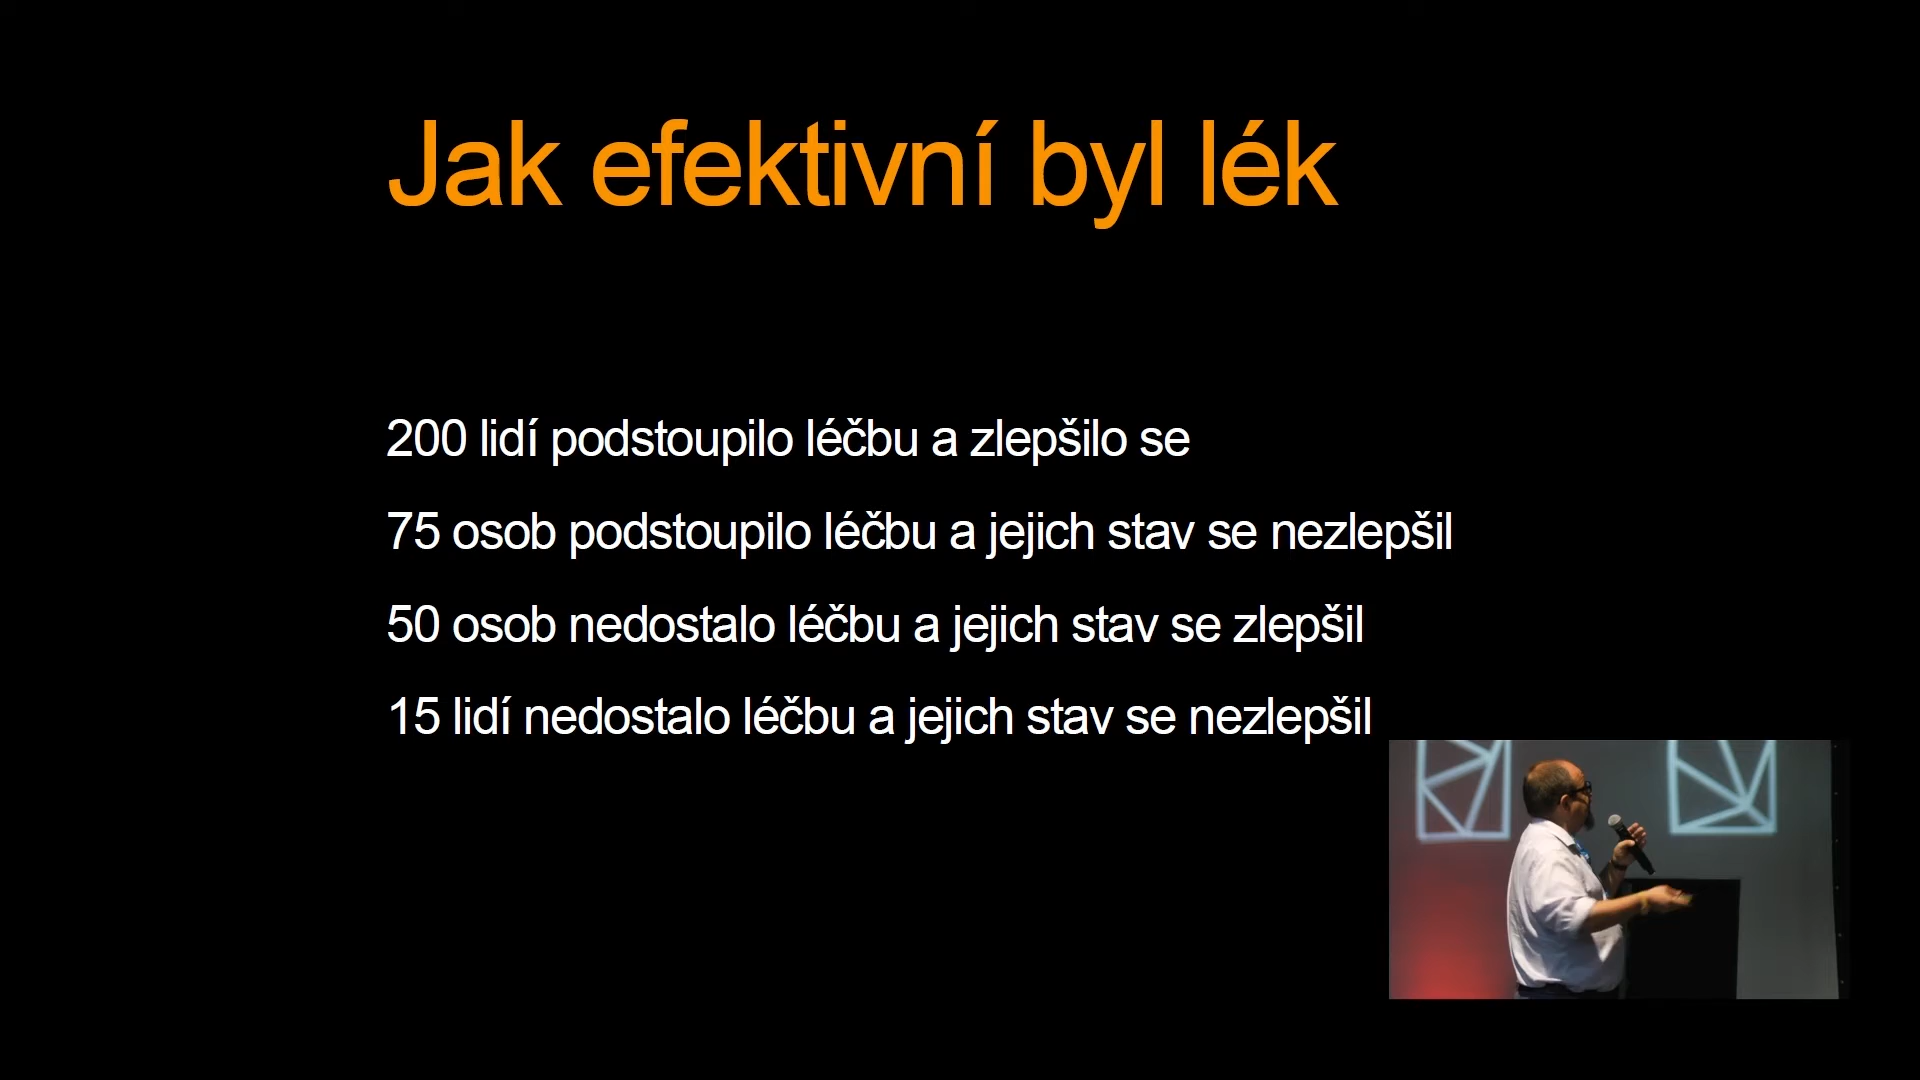 Jak efektivní byl lék
200 lidí podstoupilo léčbu a zlepšilo se
75 osob podstoupilo léčbu a jejich stav se nezlepšil
50 osob nedostalo léčbu a jejich stav se zlepšil
15 lidí nedostalo léčbu a jejich stav se nezlepšil